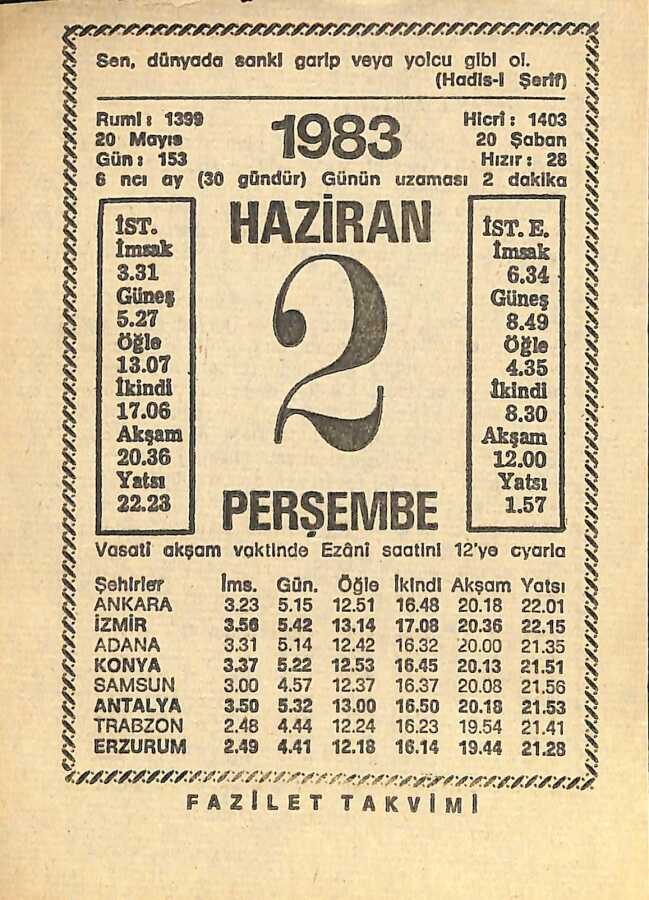 Sen, dünyada sanki garip veya yolcu gibi ol.
(Hadis-i Şerif)
Rumi: 1399 1983 Hicri: 1403
20 Mayıs 20 Şaban
Gün: 153 Hızır: 28
6 ncı ay (30 gündür) Günün uzaması 2 dakika
HAZİRAN
2
PERŞEMBE
İST.
İmsak
3.31
Güneş
5.27
Öğle
13.07
İkindi
17.06
Akşam
20.36
Yatsı
22.23
İST. E.
İmsak
6.34
Güneş
8.49
Öğle
4.35
İkindi
8.30
Akşam
12.00
Yatsı
1.57
Vasati akşam vaktinde Ezâni saatini 12'ye cyarla
Şehirler İms. Gün. Öğle İkindi Akşam Yatsı
ANKARA 3.23 5.15 12.51 16.48 20.18 22.01
İZMİR 3.56 5.42 13.14 17.08 20.36 22.15
ADANA 3.31 5.14 12.42 16.32 20.00 21.35
KONYA 3.37 5.22 12.53 16.45 20.13 21.51
SAMSUN 3.00 4.57 12.37 16.37 20.08 21.56
ANTALYA 3.50 5.32 13.00 16.50 20.18 21.53
TRABZON 2.48 4.44 12.24 16.23 19.54 21.41
ERZURUM 2.49 4.41 12.18 16.14 19.44 21.28
FAZİLET TAKVİMİ